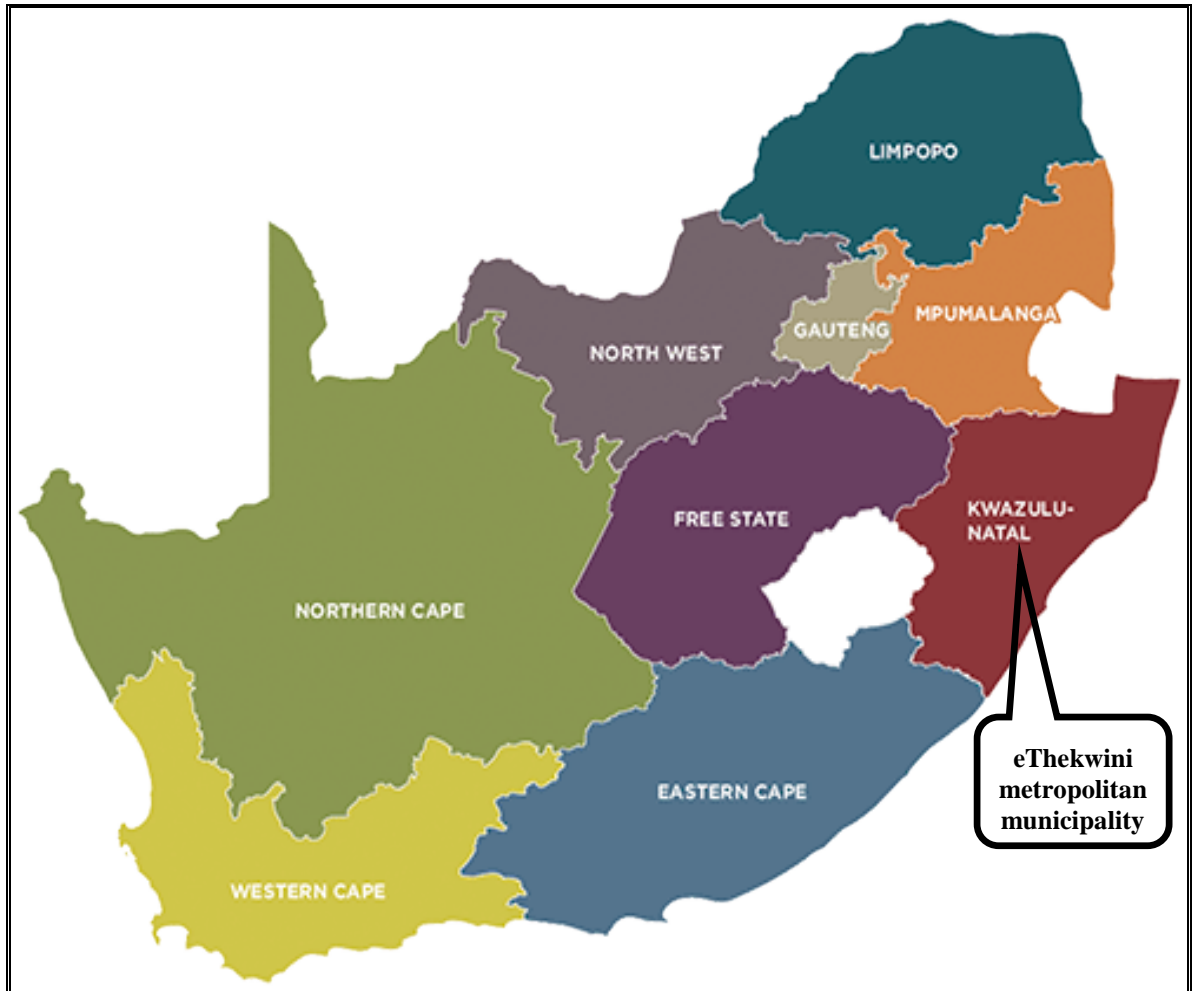 LIMPOPO
MPUMALANGA
GAUTENG
NORTH WEST
KWAZULU-
NATAL
FREE STATE
NORTHERN CAPE
eThekwini
metropolitan
municipality
EASTERN CAPE
WESTERN CAPE